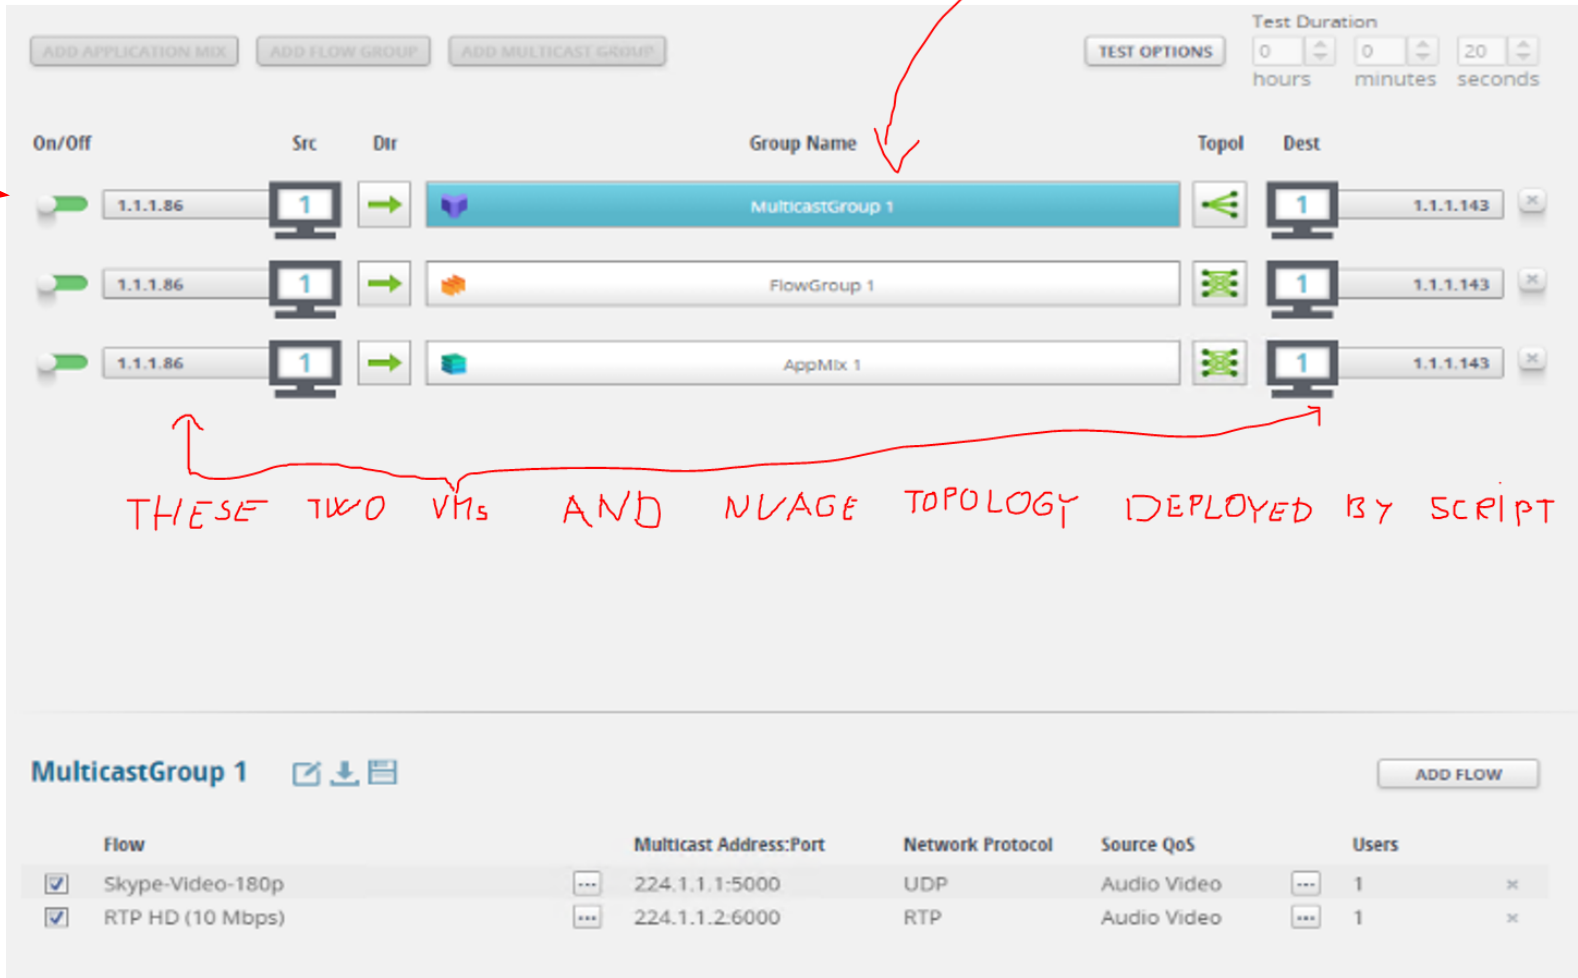 Test Duration
ADD APPLICATION MIX ADD FLOW GROUP ADD MULTICAST GROUP TEST OPTIONS 0 0 20
hours minutes seconds
On/Off Src Dir Group Name Topol Dest
1.1.1.86 1 MulticastGroup 1 1 1.1.1.143
1.1.1.86 1 FlowGroup 1 1 1.1.1.143
1.1.1.86 1 AppMix 1 1 1.1.1.143
THESE TWO VMs AND NUAGE TOPOLOGY DEPLOYED BY SCRIPT
MulticastGroup 1 ADD FLOW
Flow Multicast Address:Port Network Protocol Source QoS Users
Skype-Video-180p ... 224.1.1.1:5000 UDP Audio Video ... 1
RTP HD (10 Mbps) ... 224.1.1.2:6000 RTP Audio Video ... 1